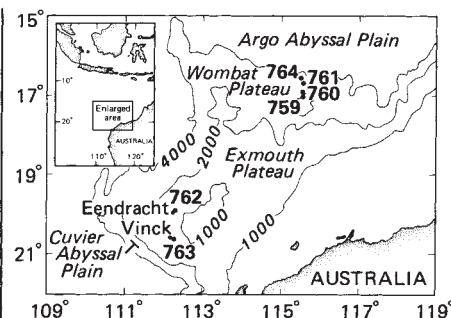 15°
Argo Abyssal Plain
Wombat
Plateau
764
761
760
759
-10°
-20°
Enlarged
area
AUSTRALIA
110°
120°
17°
4000
2000
Exmouth
Plateau
19°
762
Eendracht
Vinck
763
1000
1000
Cuvier
Abyssal
Plain
21°
AUSTRALIA
109°
111°
113°
115°
117°
119°